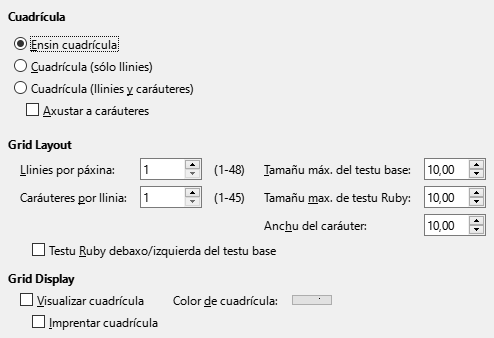 Cuadrícula
Ensin cuadrícula
Cuadrícula (sólo llinies)
Cuadrícula (llinies y caráuteres)
Axustar a caráuteres
Grid Layout
Llinies por páxina: 1 (1-48) Tamañu máx. del testu base: 10,00
Caráuteres por llinia: 1 (1-45) Tamañu max. de testu Ruby: 10,00
Anchu del caráuter: 10,00
Testu Ruby debaxo/izquierda del testu base
Grid Display
Visualizar cuadrícula Color de cuadrícula:
Imprentar cuadrícula